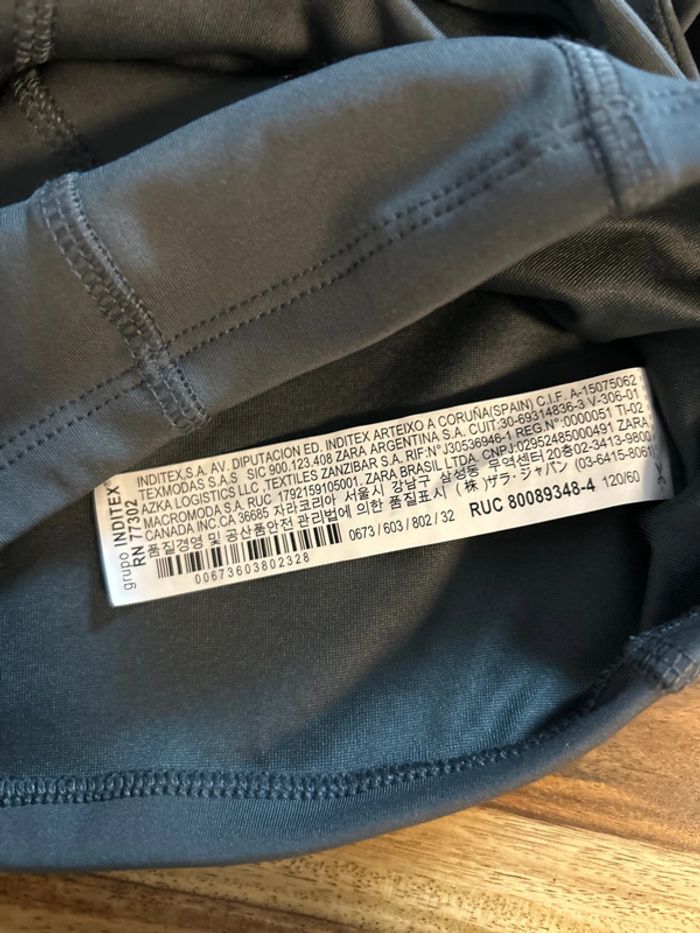 grupo INDITEX
RN 77302
INDITEX,S.A. AV. DIPUTACION ED. INDITEX ARTEIXO A CORUÑA(SPAIN) C.I.F. A-15075062
TEXMODAS S.A.S SIC 900.123.408 ZARA ARGENTINA S.A. CUIT:30-69314836-3 V-306-01
AZKA LOGISTICS LLC ,TEXTILES ZANZIBAR S.A. RIF:Nº J30536946-1 REG.Nº:0000051 TI-02
MACROMODA S.A. RUC 1792159105001, ZARA BRASIL LTDA. CNPJ:02952485000491 ZARA
CANADA INC.CA 36685 자라코리아 서울시 강남구 삼성동 무역센터 20층 02-3413-9800
품질경영 및 공산품안전 관리법에 의한 품질표시 (株)ザラ・ジャパン (03-6415-8061)
0673 / 603 / 802 / 32 RUC 80089348-4 120/60
00673603802328